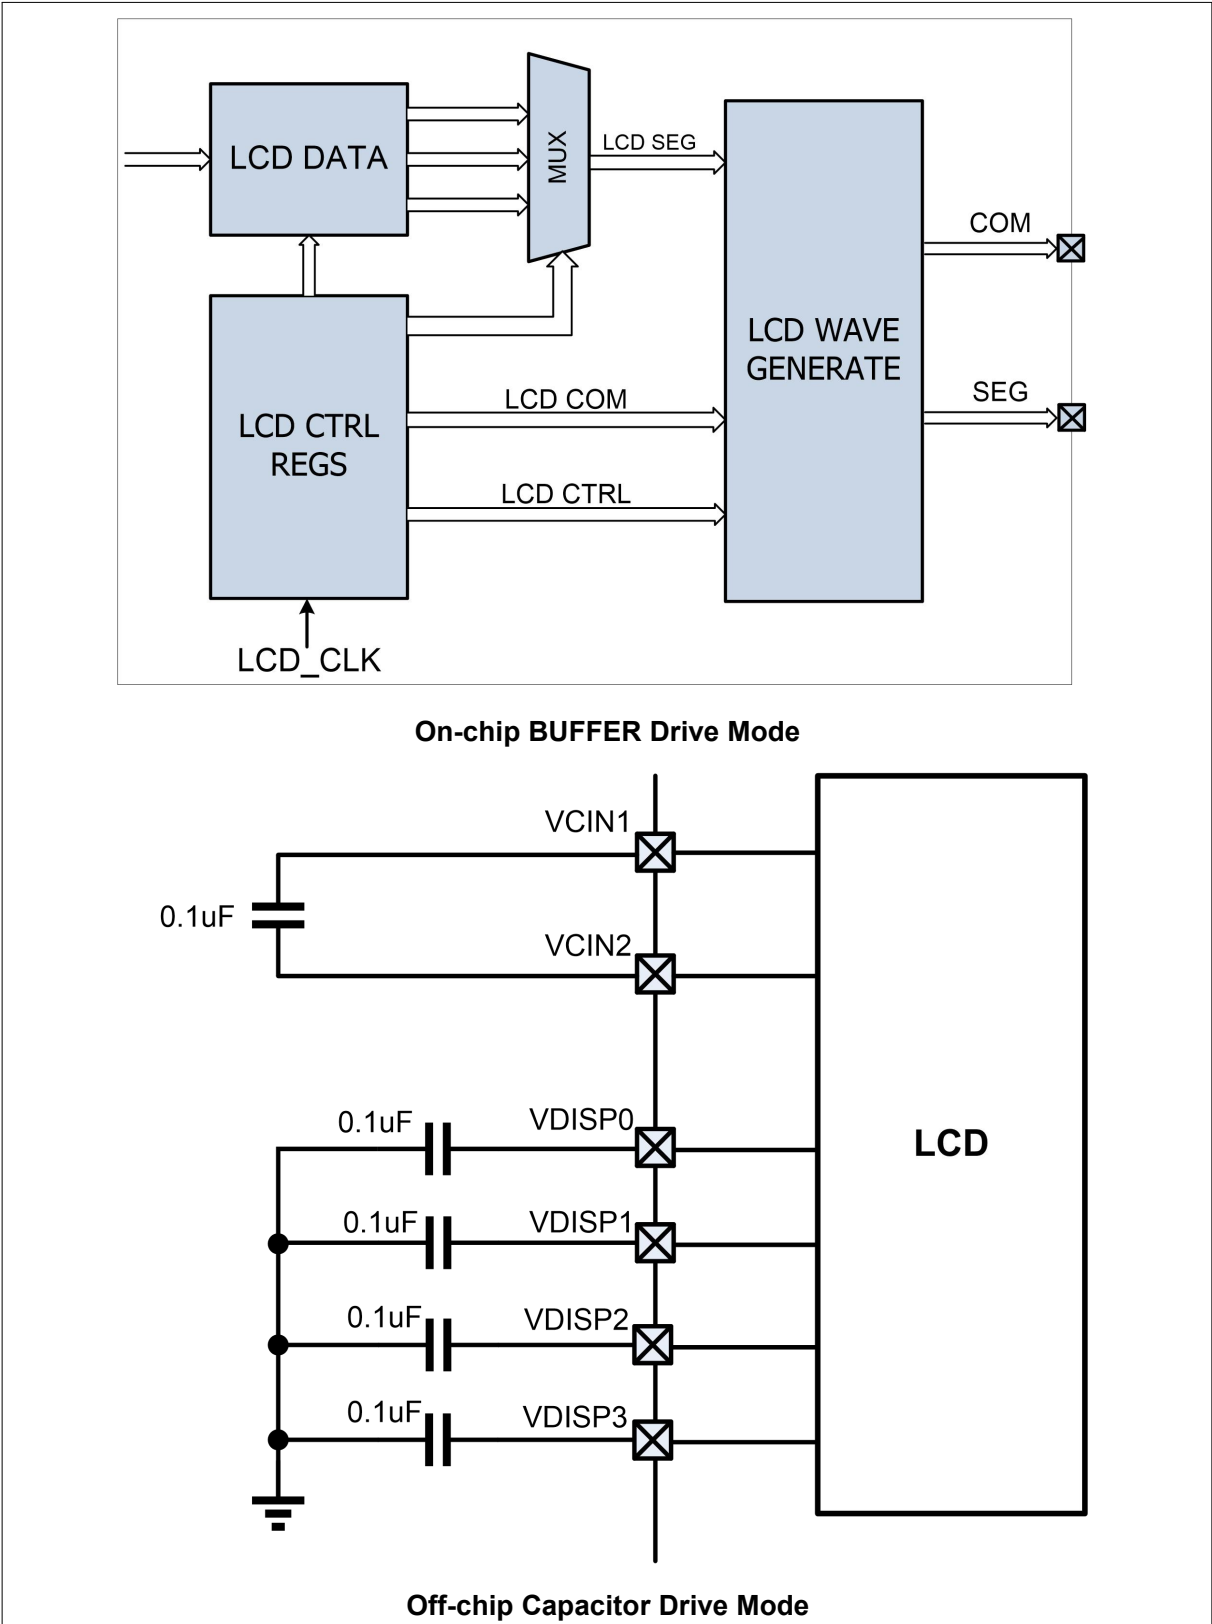 LCD DATA
MUX
LCD SEG
COM
LCD WAVE
GENERATE
SEG
LCD COM
LCD CTRL
REGS
LCD CTRL
LCD_CLK
On-chip BUFFER Drive Mode
VCIN1
0.1uF
VCIN2
0.1uF
VDISP0
LCD
0.1uF
VDISP1
0.1uF
VDISP2
0.1uF
VDISP3
Off-chip Capacitor Drive Mode